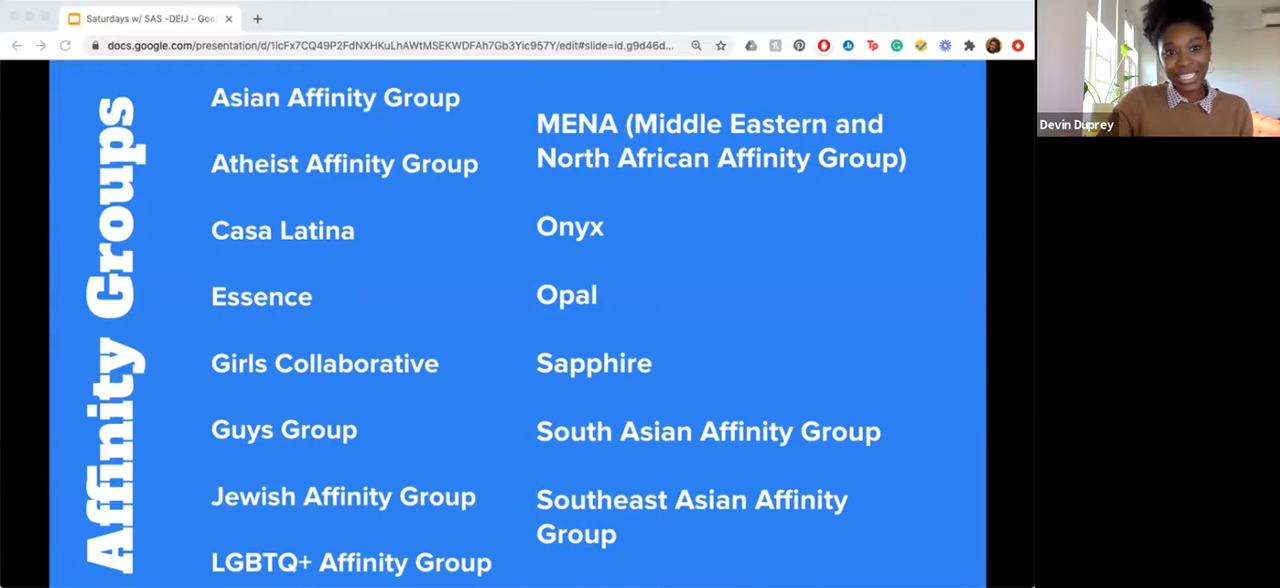 Saturdays w/ SAS -DEIJ - Goo
docs.google.com/presentation/d/1lcFx7CQ49P2FdNXHKuLhAWtMSEKWDFAh7Gb3Yic957Y/edit#slide=id.g9d46d...
Devin Duprey
Affinity Groups
Asian Affinity Group
Atheist Affinity Group
Casa Latina
Essence
Girls Collaborative
Guys Group
Jewish Affinity Group
LGBTQ+ Affinity Group
MENA (Middle Eastern and
North African Affinity Group)
Onyx
Opal
Sapphire
South Asian Affinity Group
Southeast Asian Affinity
Group